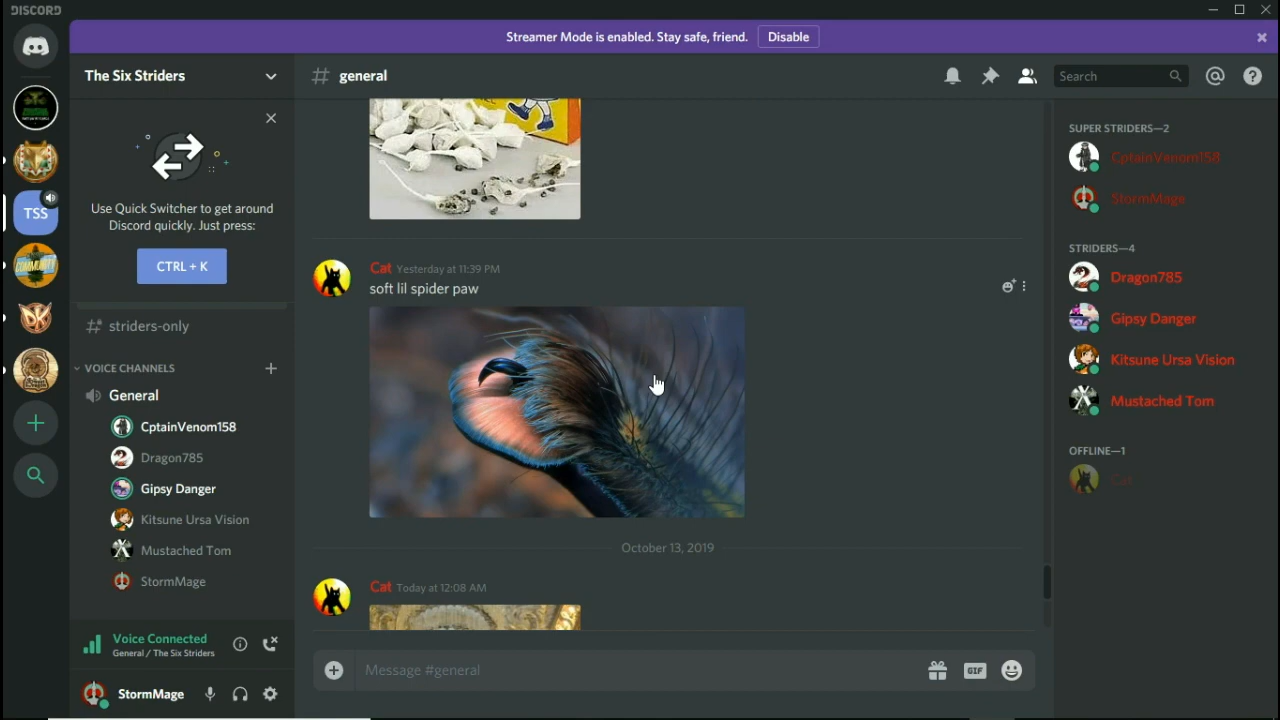 DISCORD
Streamer Mode is enabled. Stay safe, friend.
Disable
The Six Striders
# general
Search
Use Quick Switcher to get around
Discord quickly. Just press:
CTRL + K
striders-only
VOICE CHANNELS
General
CptainVenom158
Dragon785
Gipsy Danger
Kitsune Ursa Vision
Mustached Tom
StormMage
Voice Connected
General / The Six Striders
StormMage
TSS
COMMUNITY
Cat Yesterday at 11:39 PM
soft lil spider paw
October 13, 2019
Cat Today at 12:08 AM
Message #general
GIF
SUPER STRIDERS—2
CptainVenom158
StormMage
STRIDERS—4
Dragon785
Gipsy Danger
Kitsune Ursa Vision
Mustached Tom
OFFLINE—1
Cat